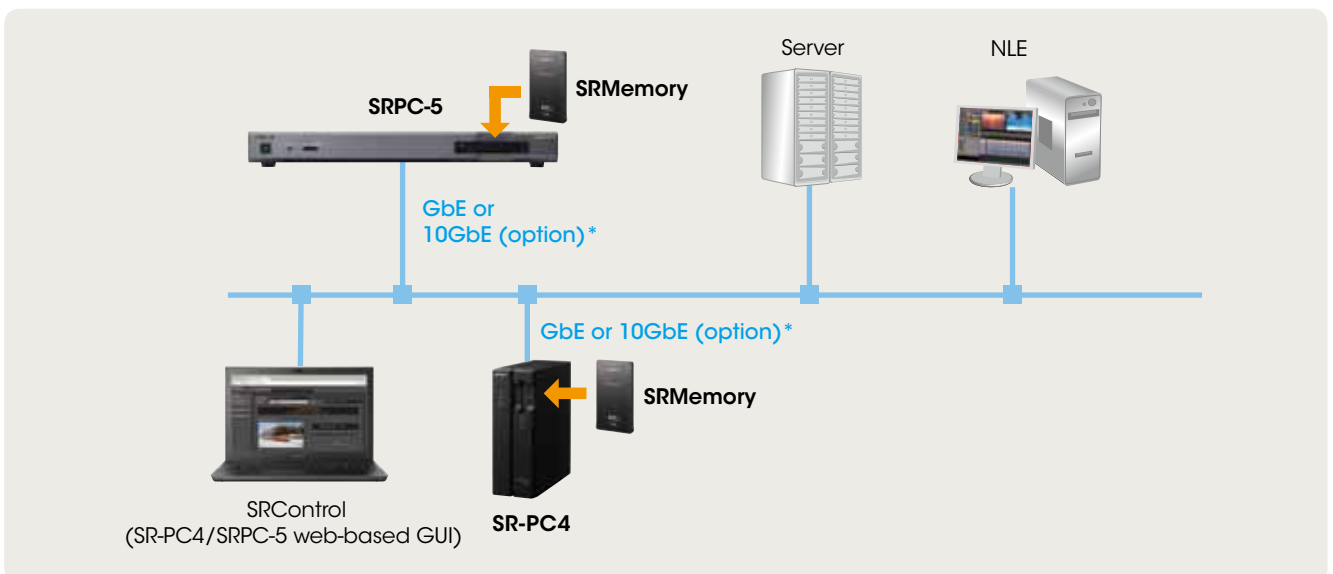 Server
NLE
SRMemory
SRPC-5
GbE or
10GbE (option)*
GbE or 10GbE (option)*
SRMemory
SRControl
(SR-PC4/SRPC-5 web-based GUI)
SR-PC4